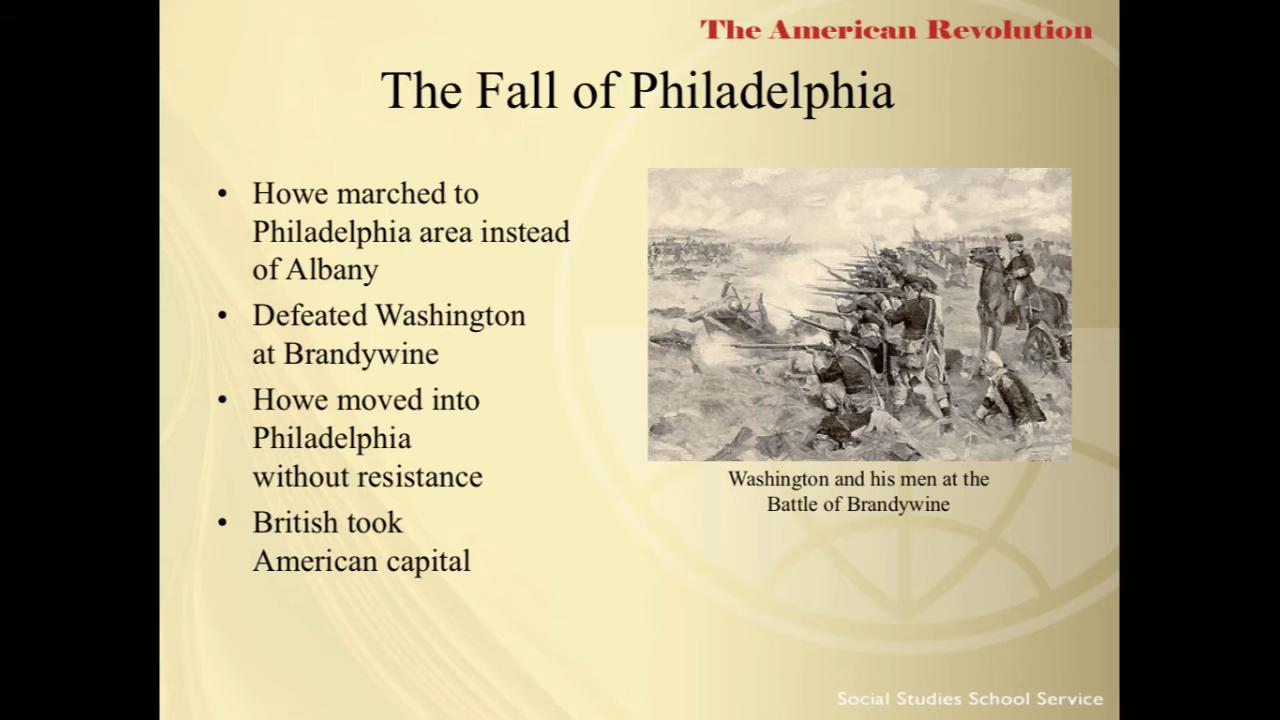 The American Revolution
The Fall of Philadelphia
• Howe marched to
Philadelphia area instead
of Albany
• Defeated Washington
at Brandywine
• Howe moved into
Philadelphia
without resistance
• British took
American capital
Washington and his men at the
Battle of Brandywine
Social Studies School Service